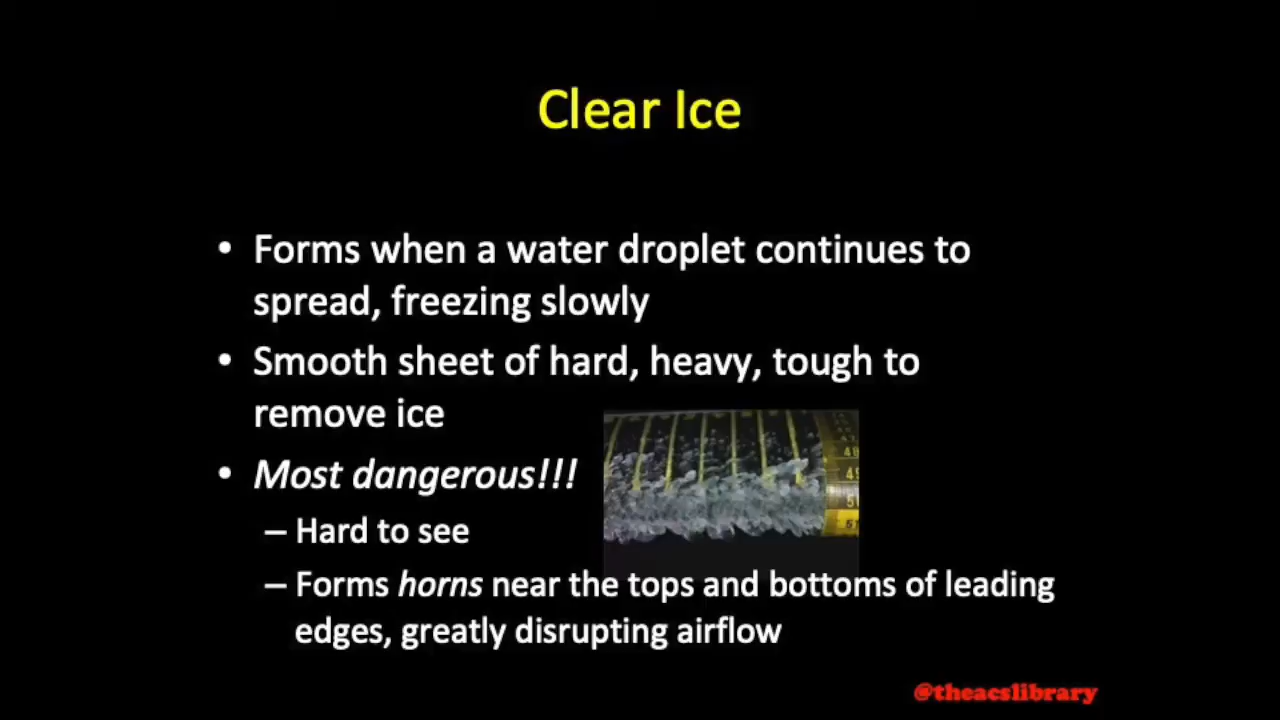 Clear Ice
• Forms when a water droplet continues to
spread, freezing slowly
• Smooth sheet of hard, heavy, tough to
remove ice
• Most dangerous!!!
– Hard to see
– Forms horns near the tops and bottoms of leading
edges, greatly disrupting airflow
@theacslibrary